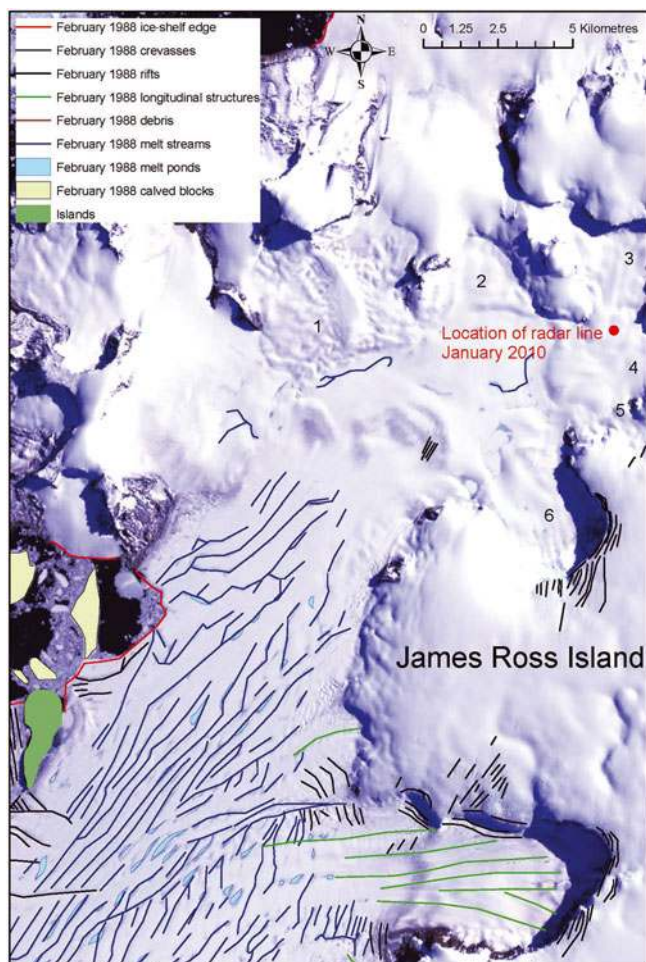 February 1988 ice-shelf edge
February 1988 crevasses
February 1988 rifts
February 1988 longitudinal structures
February 1988 debris
February 1988 melt streams
February 1988 melt ponds
February 1988 calved blocks
Islands
N
W E
S
0 1.25 2.5 5 Kilometres
3
2
1
Location of radar line
January 2010
4
5
6
James Ross Island